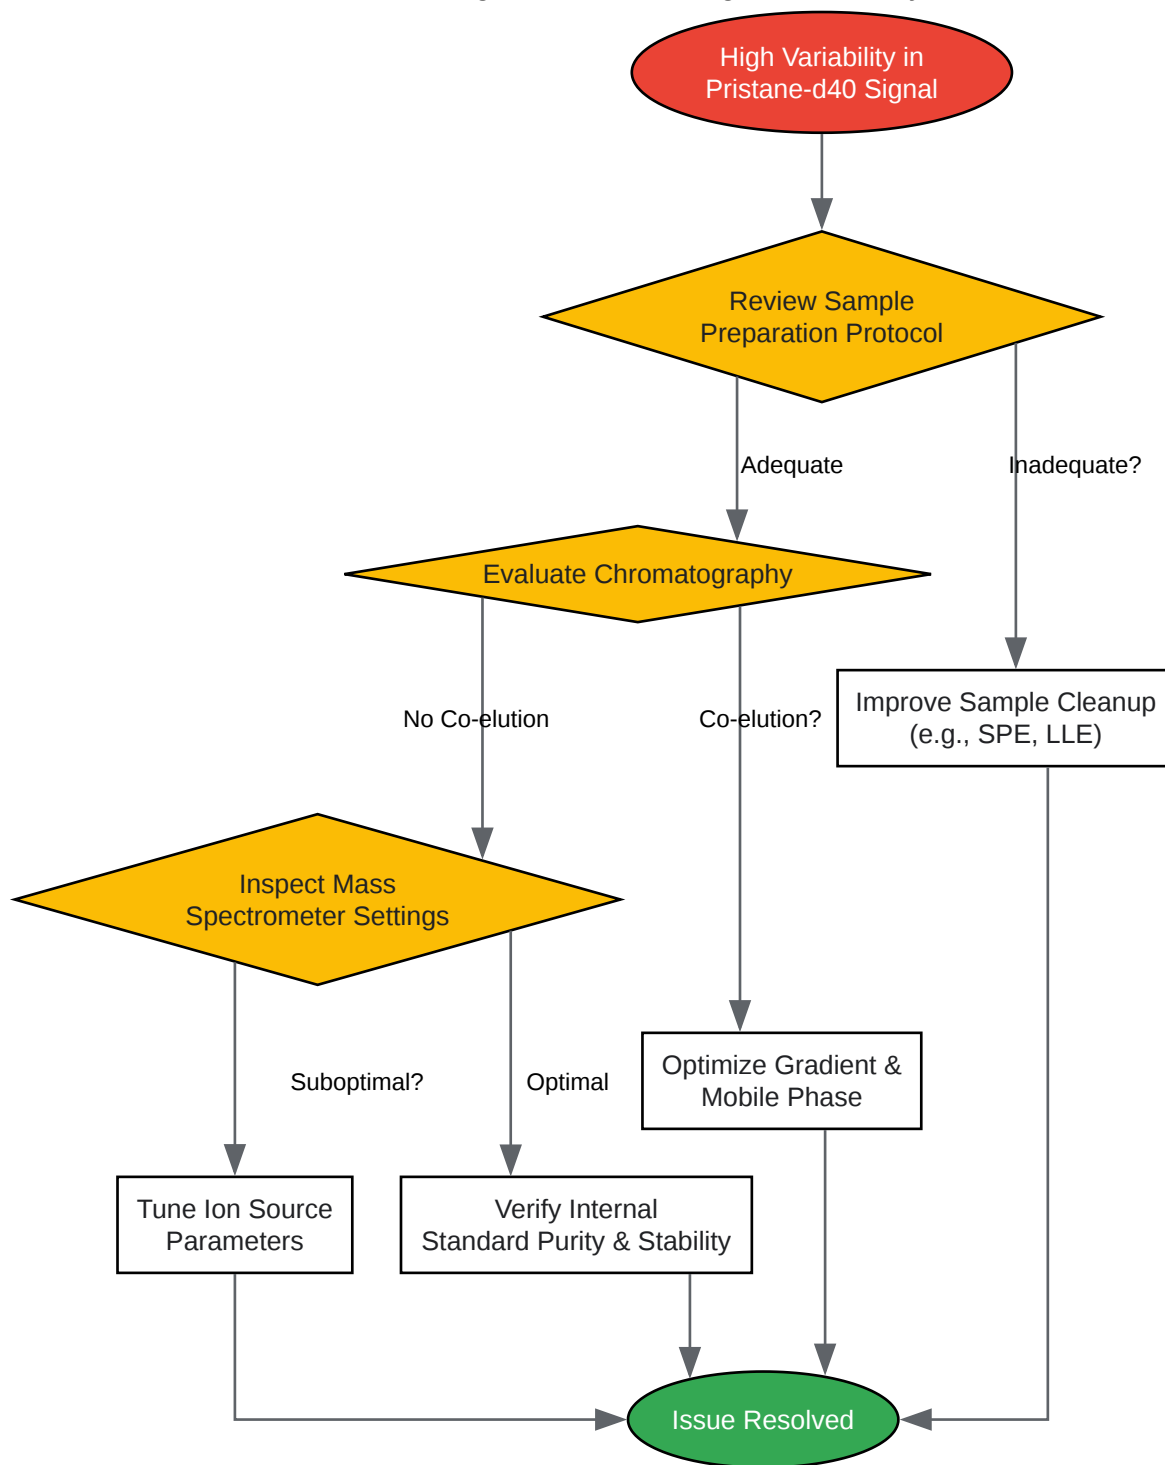 High Variability in
Pristane-d40 Signal
Review Sample
Preparation Protocol
Adequate
Inadequate?
Evaluate Chromatography
No Co-elution
Co-elution?
Improve Sample Cleanup
(e.g., SPE, LLE)
Inspect Mass
Spectrometer Settings
Suboptimal?
Optimal
Optimize Gradient &
Mobile Phase
Tune Ion Source
Parameters
Verify Internal
Standard Purity & Stability
Issue Resolved